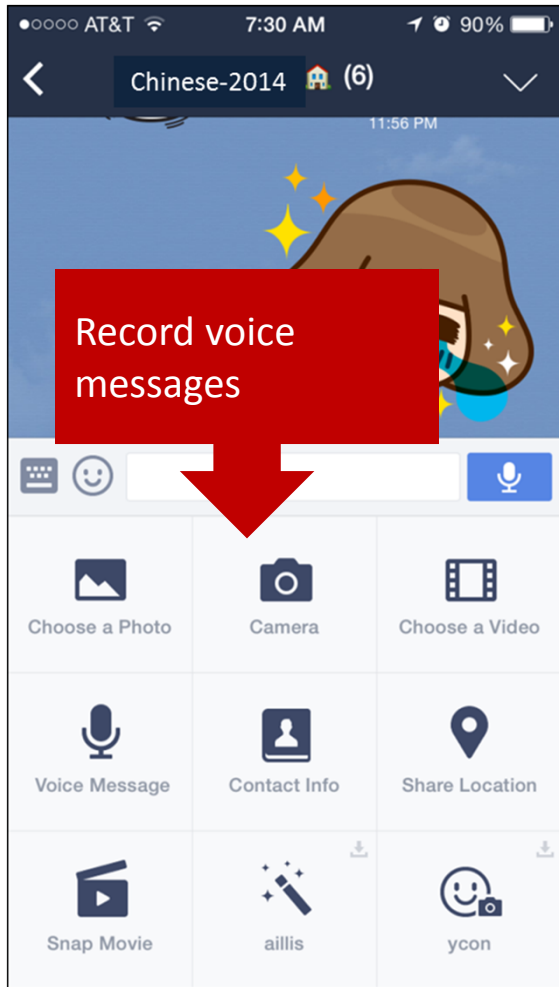 ●○○○○ AT&T 7:30 AM 90%
Chinese-2014 (6)
11:56 PM
Record voice
messages
Choose a Photo Camera Choose a Video
Voice Message Contact Info Share Location
Snap Movie aillis ycon